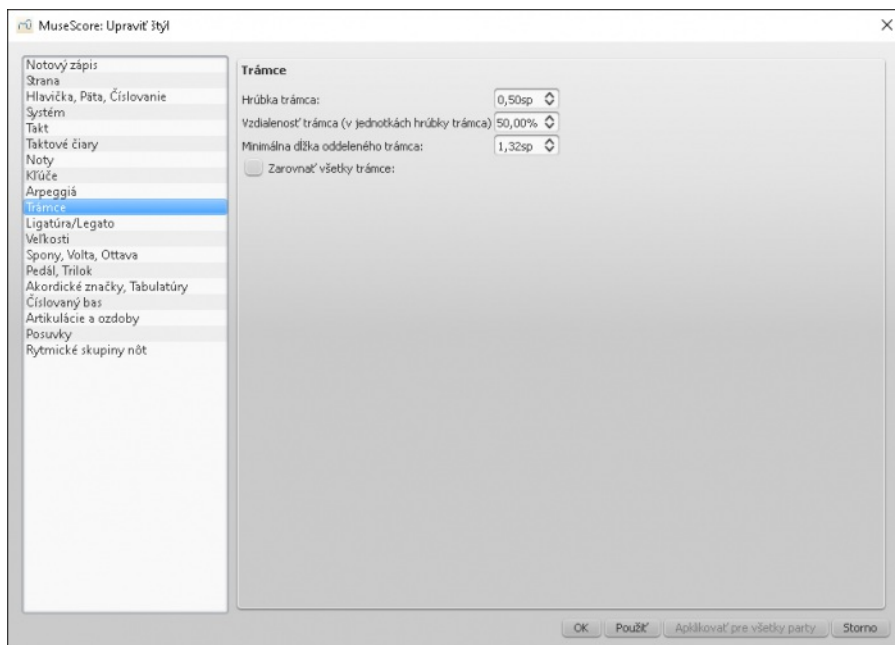 MuseScore: Upraviť štýl
Notový zápis
Strana
Hlavička, Päta, Číslovanie
Systém
Takt
Taktové čiary
Noty
Kľúče
Arpeggiá
Trámce
Ligatúra/Legato
Veľkosti
Spony, Volta, Ottava
Pedál, Trilok
Akordické značky, Tabulatúry
Číslovaný bas
Artikulácie a ozdoby
Posuvky
Rytmické skupiny nôt
Trámce
Hrúbka trámca: 0,50sp
Vzdialenosť trámca (v jednotkách hrúbky trámca) 50,00%
Minimálna dĺžka oddeleného trámca: 1,32sp
Zarovnať všetky trámce:
OK Použiť Aplikovať pre všetky party Storno